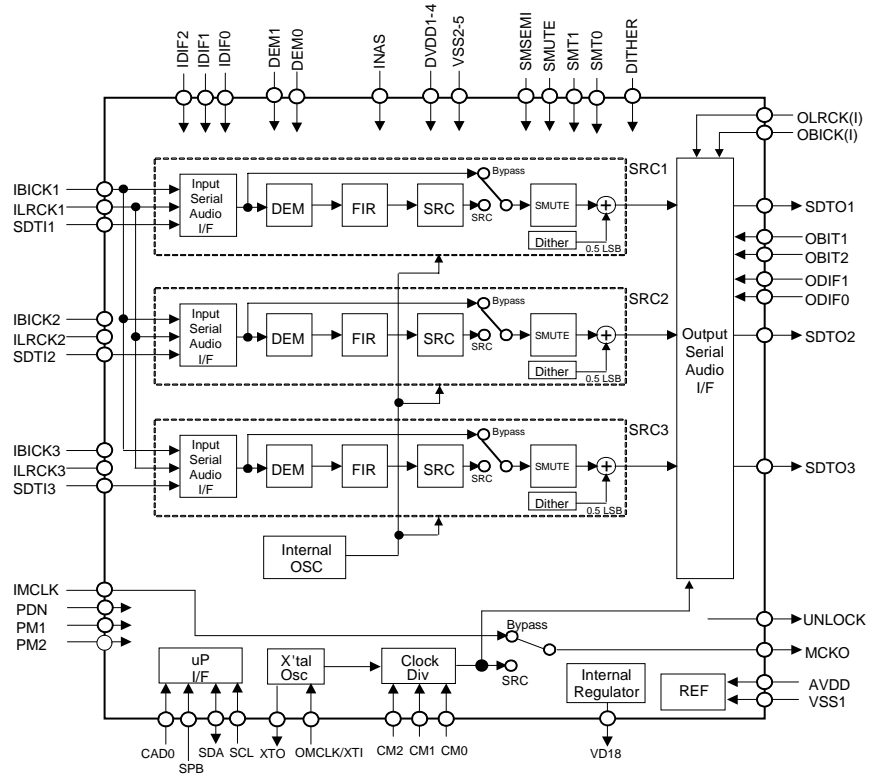 IDIF2
IDIF1
IDIF0
DEM1
DEM0
INAS
DVDD1-4
VSS2-5
SMSEMI
SMUTE
SMT1
SMT0
DITHER
OLRCK(I)
OBICK(I)
IBICK1
ILRCK1
SDTI1
Input
Serial
Audio
I/F
DEM
FIR
SRC
Bypass
SRC
SMUTE
Dither
0.5 LSB
SRC1
SDTO1
OBIT1
OBIT2
ODIF1
ODIF0
IBICK2
ILRCK2
SDTI2
Input
Serial
Audio
I/F
DEM
FIR
SRC
Bypass
SRC
SMUTE
Dither
0.5 LSB
SRC2
Output
Serial
Audio
I/F
SDTO2
IBICK3
ILRCK3
SDTI3
Input
Serial
Audio
I/F
DEM
FIR
SRC
Bypass
SRC
SMUTE
Dither
0.5 LSB
SRC3
SDTO3
Internal
OSC
IMCLK
PDN
PM1
PM2
uP
I/F
X'tal
Osc
Clock
Div
Bypass
SRC
Internal
Regulator
REF
UNLOCK
MCKO
AVDD
VSS1
CAD0
SPB
SDA
SCL
XTO
OMCLK/XTI
CM2
CM1
CM0
VD18